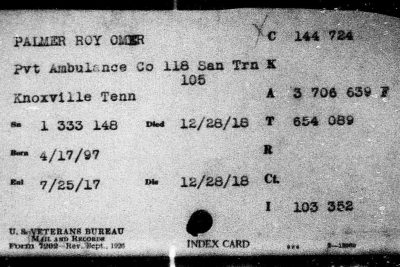 PALMER ROY OMER C 144 724
Pvt Ambulance Co 118 San Trn K
105
Knoxville Tenn A 3 706 639 F
Sn 1 333 148 Died 12/28/18 T 654 089
Born 4/17/97 R
Enl 7/25/17 Dis 12/28/18 Ct.
I 103 352
U. S. VETERANS BUREAU
MAIL AND RECORDS
FORM 7202—Rev. Sept., 1926 INDEX CARD